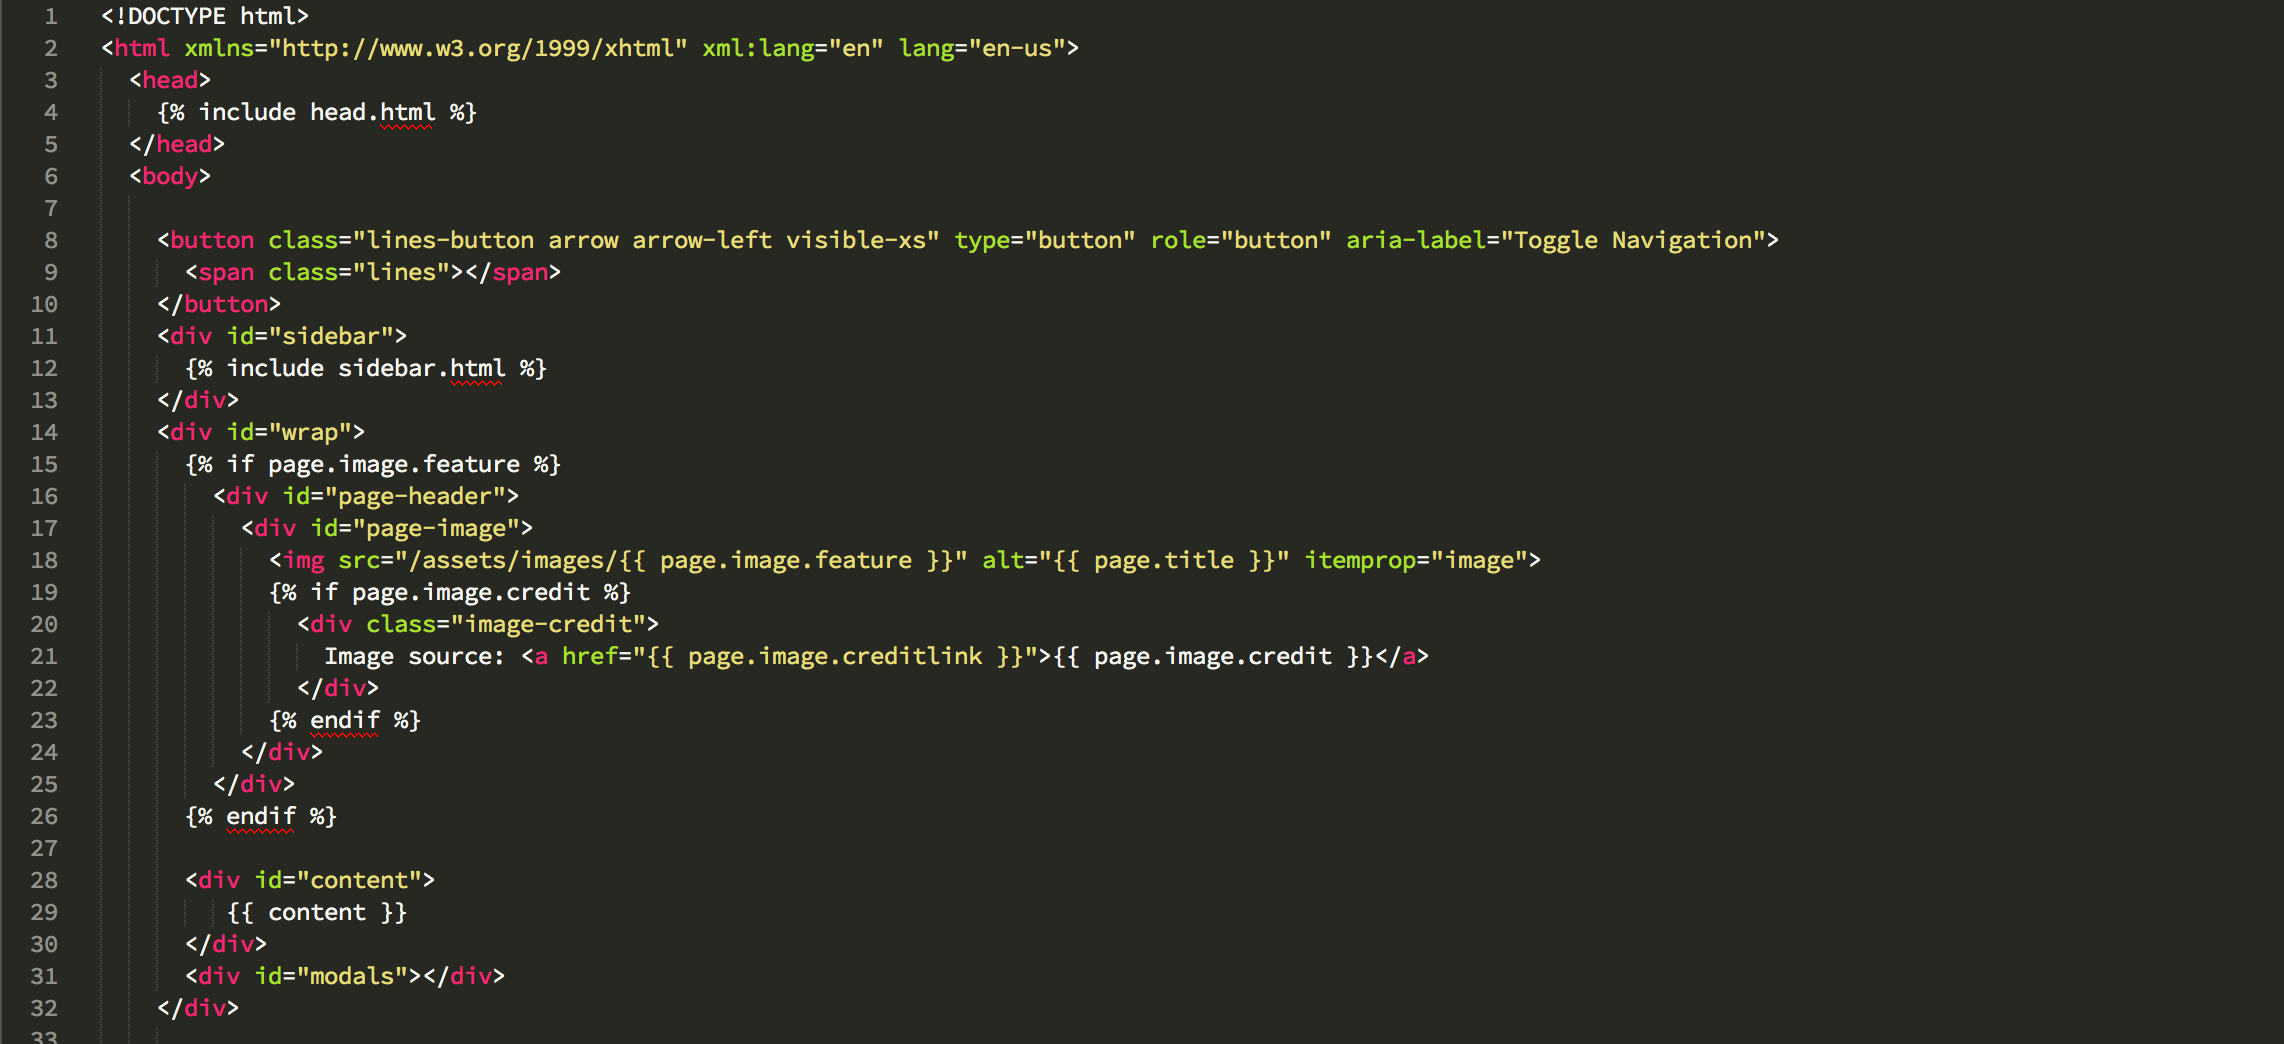 1 <!DOCTYPE html>
2 <html xmlns="http://www.w3.org/1999/xhtml" xml:lang="en" lang="en-us">
3   <head>
4     {% include head.html %}
5   </head>
6   <body>
7
8     <button class="lines-button arrow arrow-left visible-xs" type="button" role="button" aria-label="Toggle Navigation">
9       <span class="lines"></span>
10     </button>
11     <div id="sidebar">
12       {% include sidebar.html %}
13     </div>
14     <div id="wrap">
15       {% if page.image.feature %}
16         <div id="page-header">
17           <div id="page-image">
18             <img src="/assets/images/{{ page.image.feature }}" alt="{{ page.title }}" itemprop="image">
19             {% if page.image.credit %}
20               <div class="image-credit">
21                 Image source: <a href="{{ page.image.creditlink }}">{{ page.image.credit }}</a>
22               </div>
23             {% endif %}
24           </div>
25         </div>
26       {% endif %}
27
28       <div id="content">
29          {{ content }}
30       </div>
31       <div id="modals"></div>
32     </div>
33